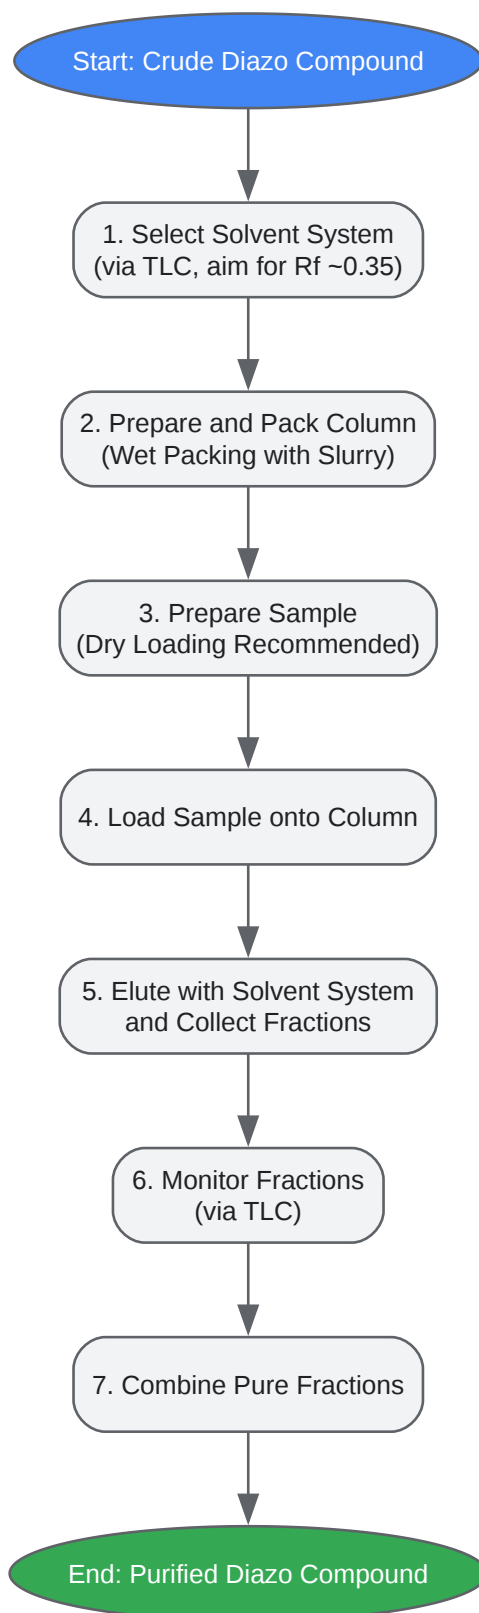 Start: Crude Diazo Compound
1. Select Solvent System
(via TLC, aim for Rf ~0.35)
2. Prepare and Pack Column
(Wet Packing with Slurry)
3. Prepare Sample
(Dry Loading Recommended)
4. Load Sample onto Column
5. Elute with Solvent System
and Collect Fractions
6. Monitor Fractions
(via TLC)
7. Combine Pure Fractions
End: Purified Diazo Compound